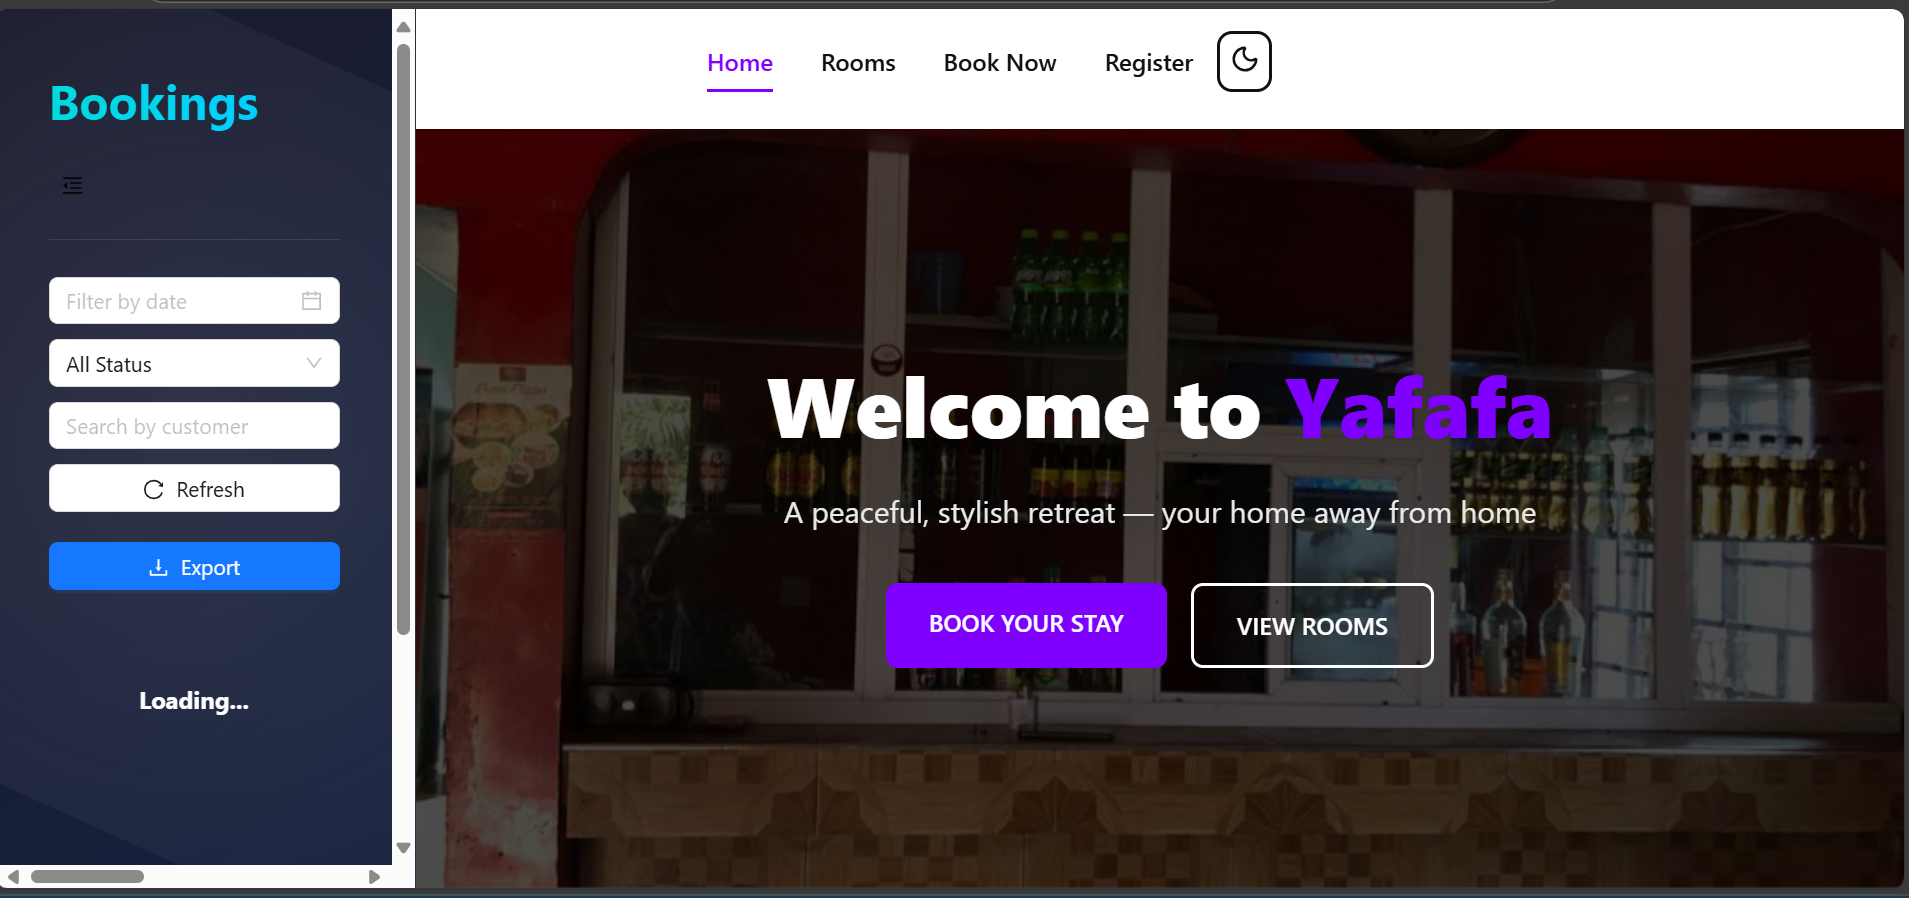 Bookings
Filter by date
All Status
Search by customer
Refresh
Export
Loading...
Home
Rooms
Book Now
Register
Welcome to Yafafa
A peaceful, stylish retreat — your home away from home
BOOK YOUR STAY
VIEW ROOMS